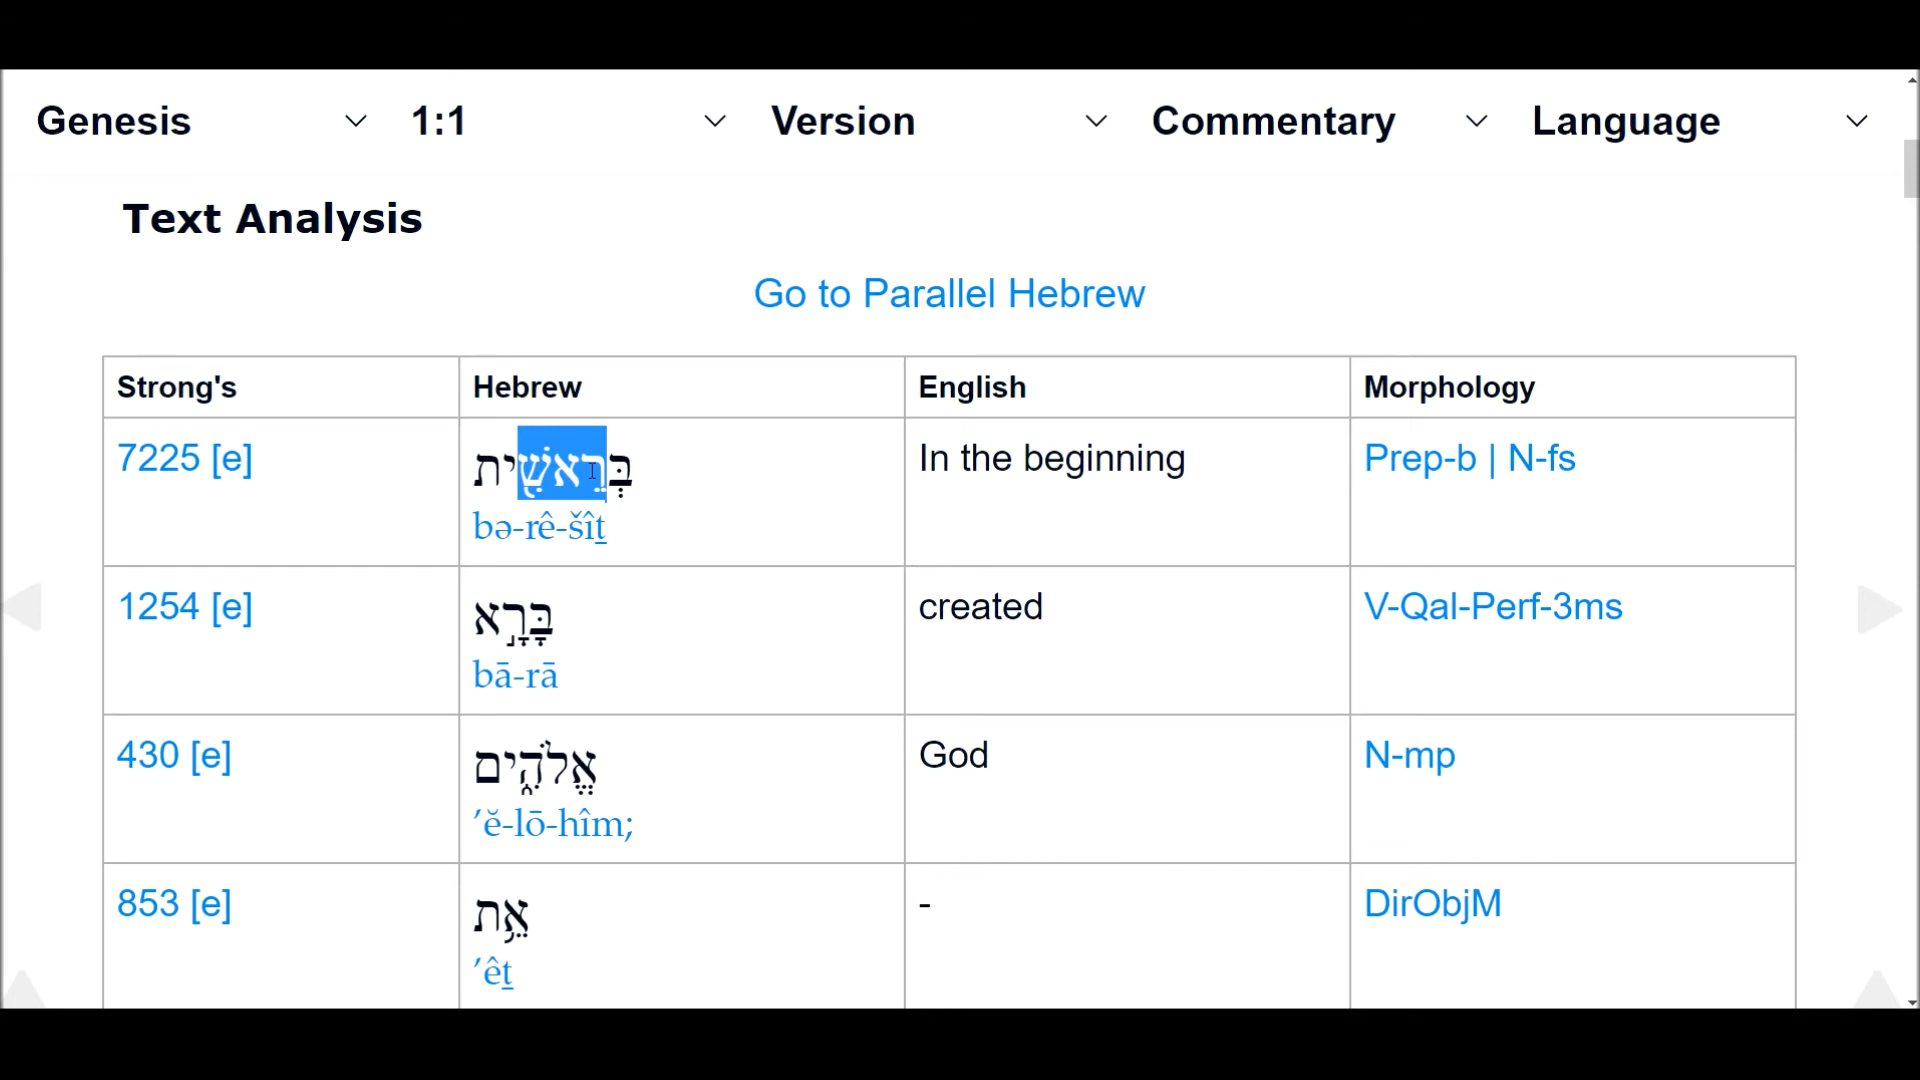 Genesis 1:1 Version Commentary Language
Text Analysis
Go to Parallel Hebrew
Strong's Hebrew English Morphology
7225 [e] בְּרֵאשִׁ֖ית In the beginning Prep-b | N-fs
bə-rê-šîṯ
1254 [e] בָּרָ֣א created V-Qal-Perf-3ms
bā-rā
430 [e] אֱלֹהִ֑ים God N-mp
’ĕ-lō-hîm;
853 [e] אֵ֥ת - DirObjM
’êṯ